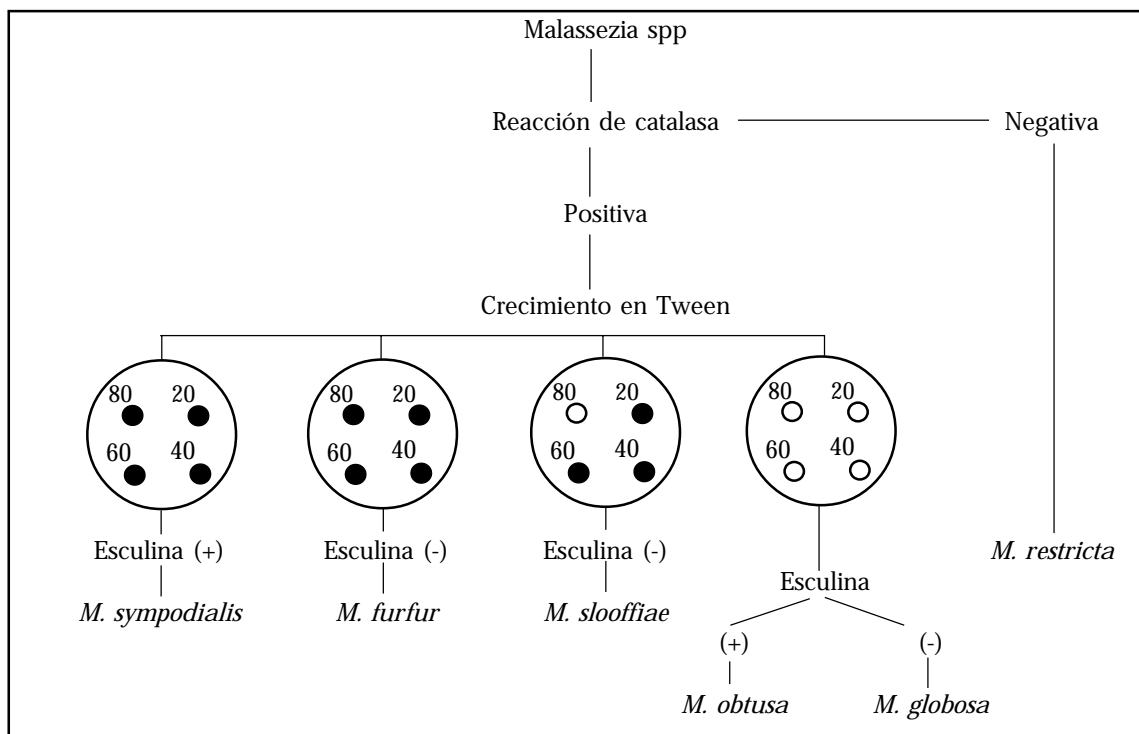 Malassezia spp
Reacción de catalasa
Negativa
Positiva
Crecimiento en Tween
80 20
60 40
80 20
60 40
80 20
60 40
80 20
60 40
Esculina (+)
Esculina (-)
Esculina (-)
M. restricta
Esculina
M. sympodialis
M. furfur
M. slooffiae
(+)
(-)
M. obtusa
M. globosa